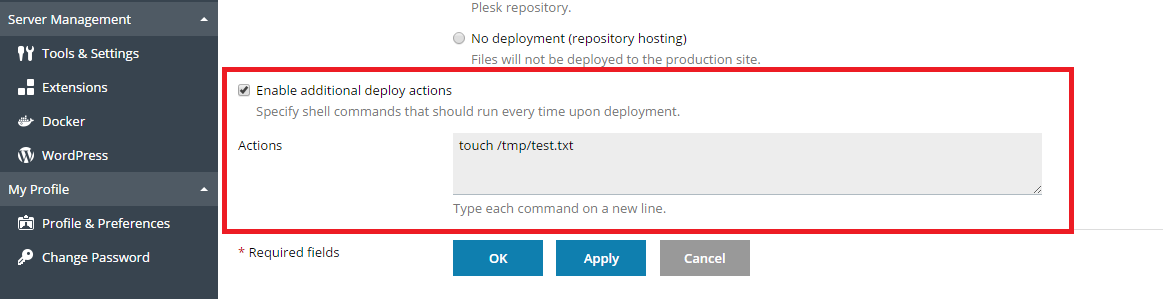 Server Management
Tools & Settings
Extensions
Docker
WordPress
My Profile
Profile & Preferences
Change Password
Plesk repository.
No deployment (repository hosting)
Files will not be deployed to the production site.
Enable additional deploy actions
Specify shell commands that should run every time upon deployment.
Actions
touch /tmp/test.txt
Type each command on a new line.
* Required fields
OK
Apply
Cancel